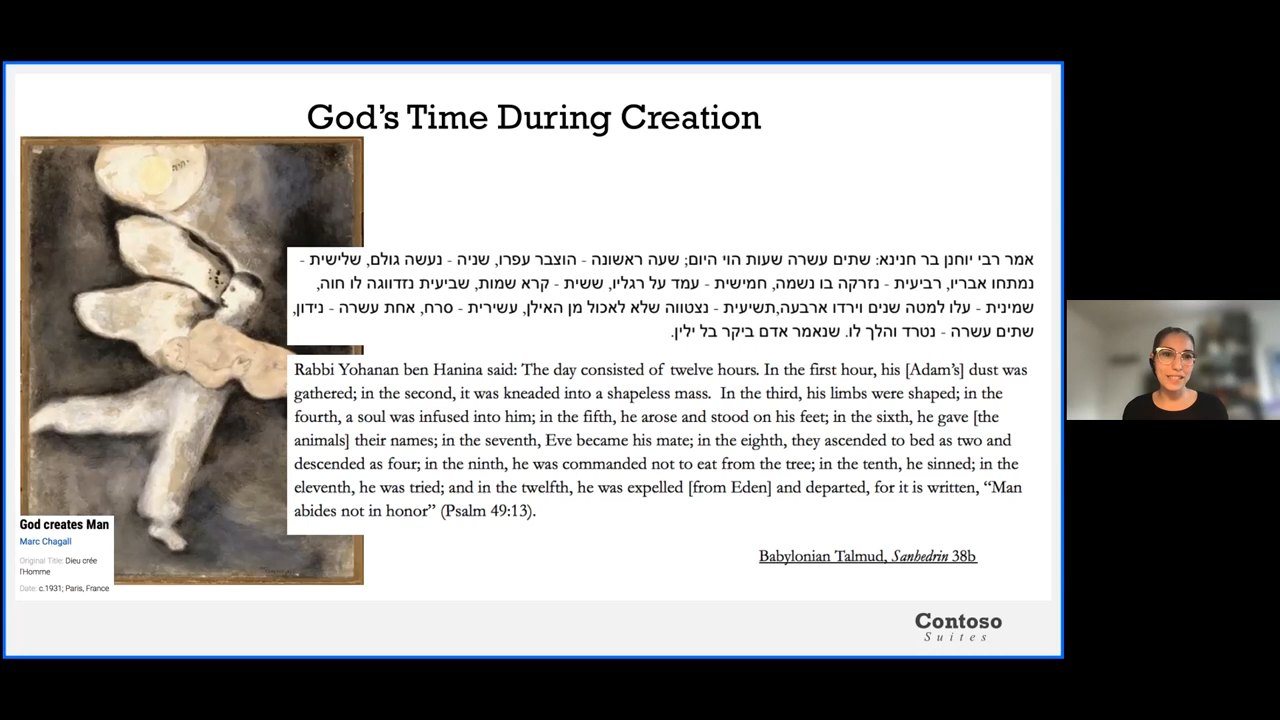 God's Time During Creation
אמר רבי יוחנן בר חנינא: שתים עשרה שעות הוי היום; שעה ראשונה - הוצבר עפרו, שניה - נעשה גולם, שלישית -
נמתחו אבריו, רביעית - נזרקה בו נשמה, חמישית - עמד על רגליו, ששית - קרא שמות, שביעית נזדווגה לו חוה,
שמינית - עלו למטה שנים וירדו ארבעה,תשיעית - נצטווה שלא לאכול מן האילן, עשירית - סרח, אחת עשרה - נידון,
שתים עשרה - נטרד והלך לו. שנאמר אדם ביקר בל ילין.
Rabbi Yohanan ben Hanina said: The day consisted of twelve hours. In the first hour, his [Adam's] dust was
gathered; in the second, it was kneaded into a shapeless mass. In the third, his limbs were shaped; in the
fourth, a soul was infused into him; in the fifth, he arose and stood on his feet; in the sixth, he gave [the
animals] their names; in the seventh, Eve became his mate; in the eighth, they ascended to bed as two and
descended as four; in the ninth, he was commanded not to eat from the tree; in the tenth, he sinned; in the
eleventh, he was tried; and in the twelfth, he was expelled [from Eden] and departed, for it is written, “Man
abides not in honor” (Psalm 49:13).
God creates Man
Marc Chagall
Original Title: Dieu crée
l'Homme
Date: c.1931; Paris, France
Babylonian Talmud, Sanhedrin 38b
Contoso
Suites